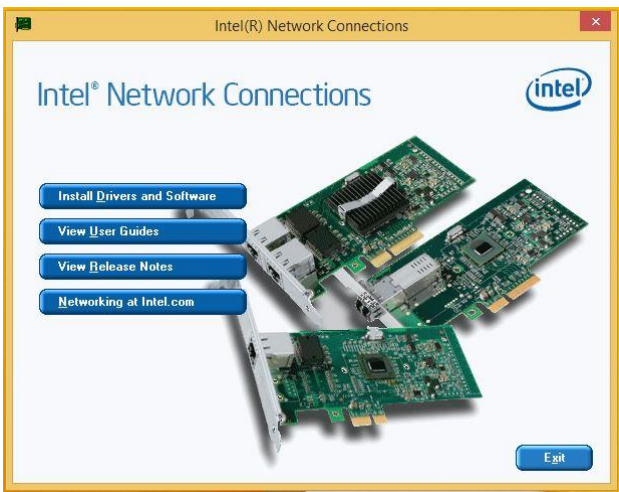 Intel(R) Network Connections
Intel® Network Connections
intel
Install Drivers and Software
View User Guides
View Release Notes
Networking at Intel.com
Exit